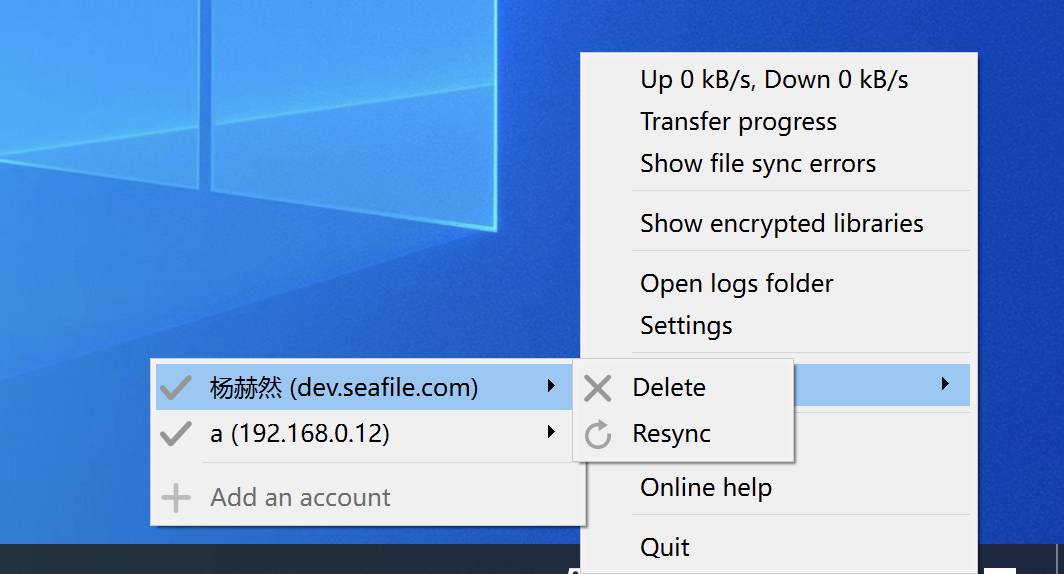 Up 0 kB/s, Down 0 kB/s
Transfer progress
Show file sync errors
Show encrypted libraries
Open logs folder
Settings
杨赫然 (dev.seafile.com)
a (192.168.0.12)
Add an account
Delete
Resync
Online help
Quit